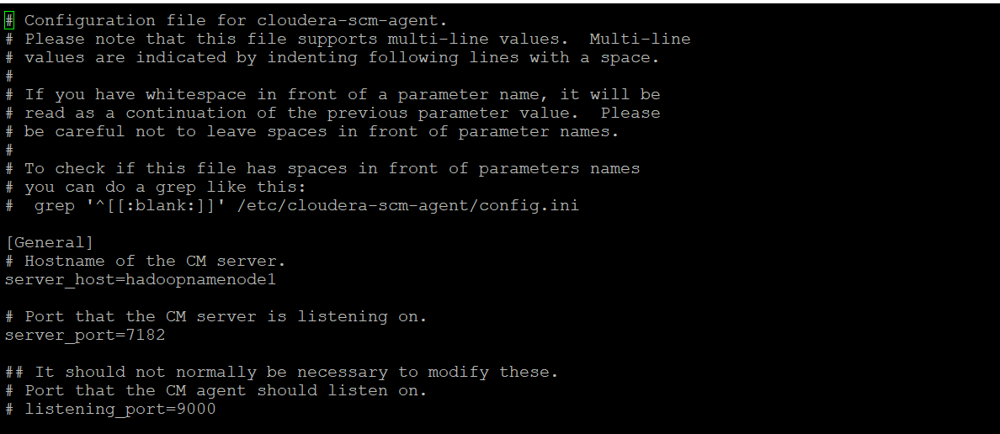 # Configuration file for cloudera-scm-agent.
# Please note that this file supports multi-line values.  Multi-line
# values are indicated by indenting following lines with a space.
#
# If you have whitespace in front of a parameter name, it will be
# read as a continuation of the previous parameter value.  Please
# be careful not to leave spaces in front of parameter names.
#
# To check if this file has spaces in front of parameters names
# you can do a grep like this:
#  grep '^[[:blank:]]' /etc/cloudera-scm-agent/config.ini

[General]
# Hostname of the CM server.
server_host=hadoopnamenode1

# Port that the CM server is listening on.
server_port=7182

## It should not normally be necessary to modify these.
# Port that the CM agent should listen on.
# listening_port=9000